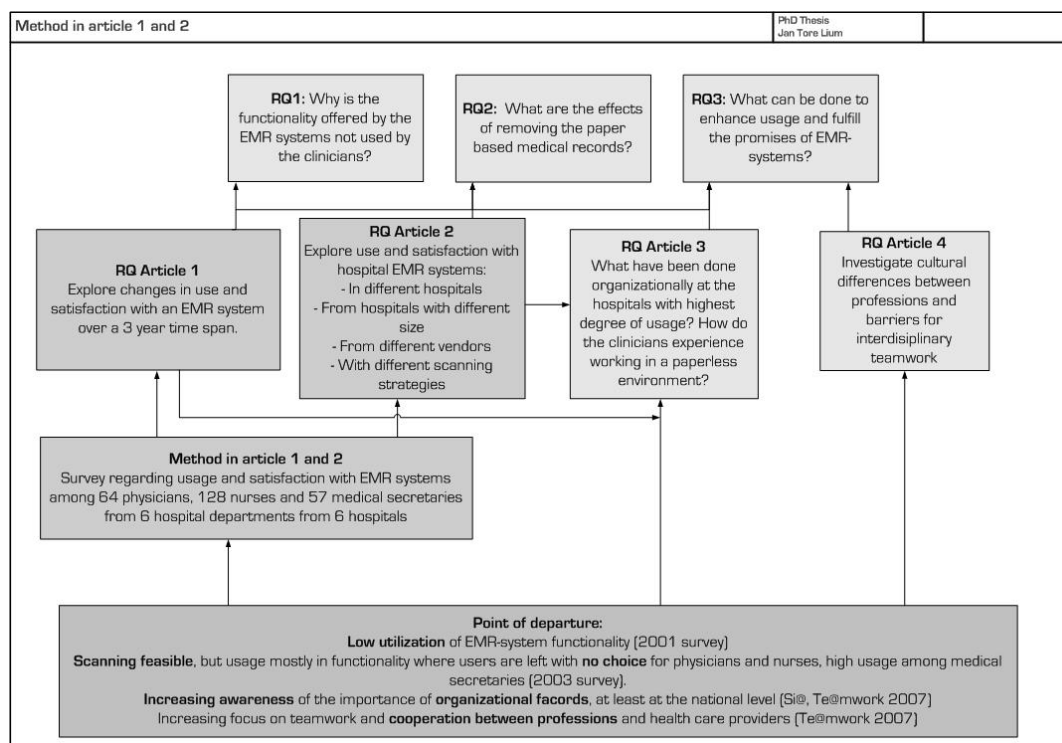 Method in article 1 and 2
PhD Thesis
Jan Tore Lium
RQ1: Why is the
functionality offered by the
EMR systems not used by
the clinicians?
RQ2: What are the effects
of removing the paper
based medical records?
RQ3: What can be done to
enhance usage and fulfill
the promises of EMR-
systems?
RQ Article 1
Explore changes in use and
satisfaction with an EMR system
over a 3 year time span.
RQ Article 2
Explore use and satisfaction with
hospital EMR systems:
- In different hospitals
- From hospitals with different
size
- From different vendors
- With different scanning
strategies
RQ Article 3
What have been done
organizationally at the
hospitals with highest
degree of usage? How do
the clinicians experience
working in a paperless
environment?
RQ Article 4
Investigate cultural
differences between
professions and
barriers for
interdisiplinary
teamwork
Method in article 1 and 2
Survey regarding usage and satisfaction with EMR systems
among 64 physicians, 128 nurses and 57 medical secretaries
from 6 hospital departments from 6 hospitals
Point of departure:
Low utilization of EMR-system functionality (2001 survey)
Scanning feasible, but usage mostly in functionality where users are left with no choice for physicians and nurses, high usage among medical
secretaries (2003 survey).
Increasing awareness of the importance of organizational facords, at least at the national level (Si@, Te@mwork 2007)
Increasing focus on teamwork and cooperation between professions and health care providers (Te@mwork 2007)